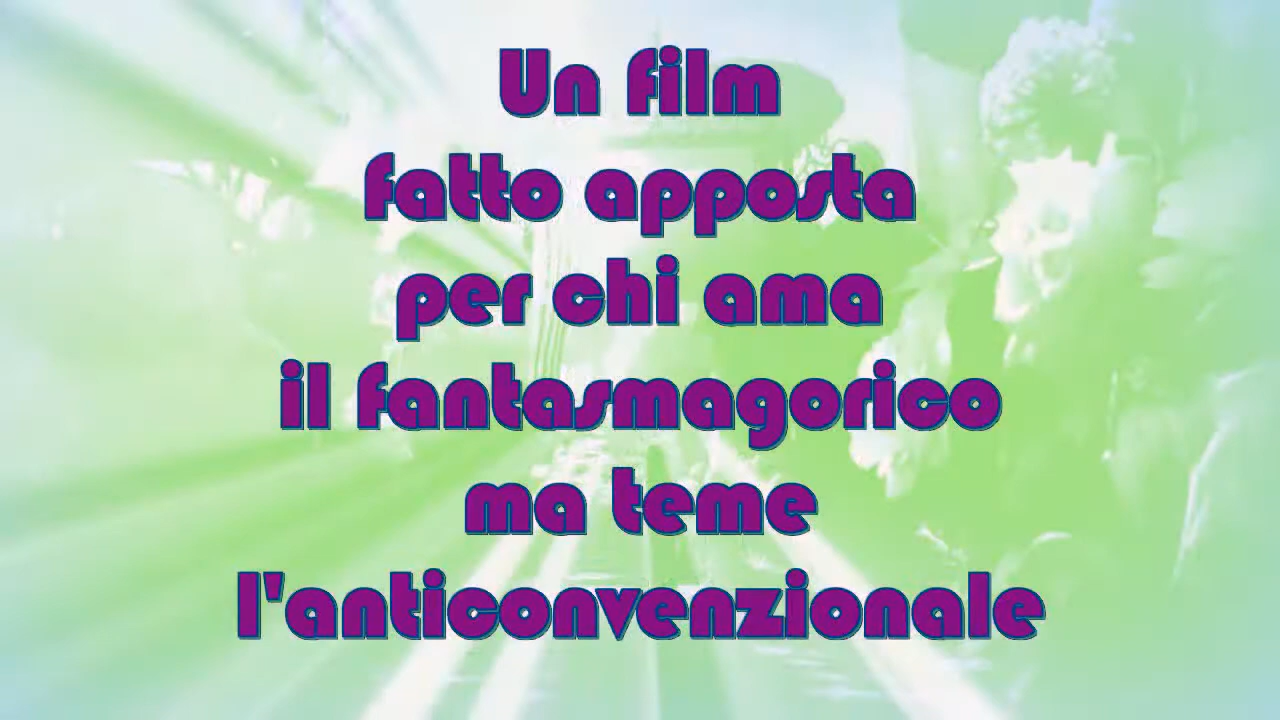 Un film
fatto apposta
per chi ama
il fantasmagorico
ma teme
l'anticonvenzionale